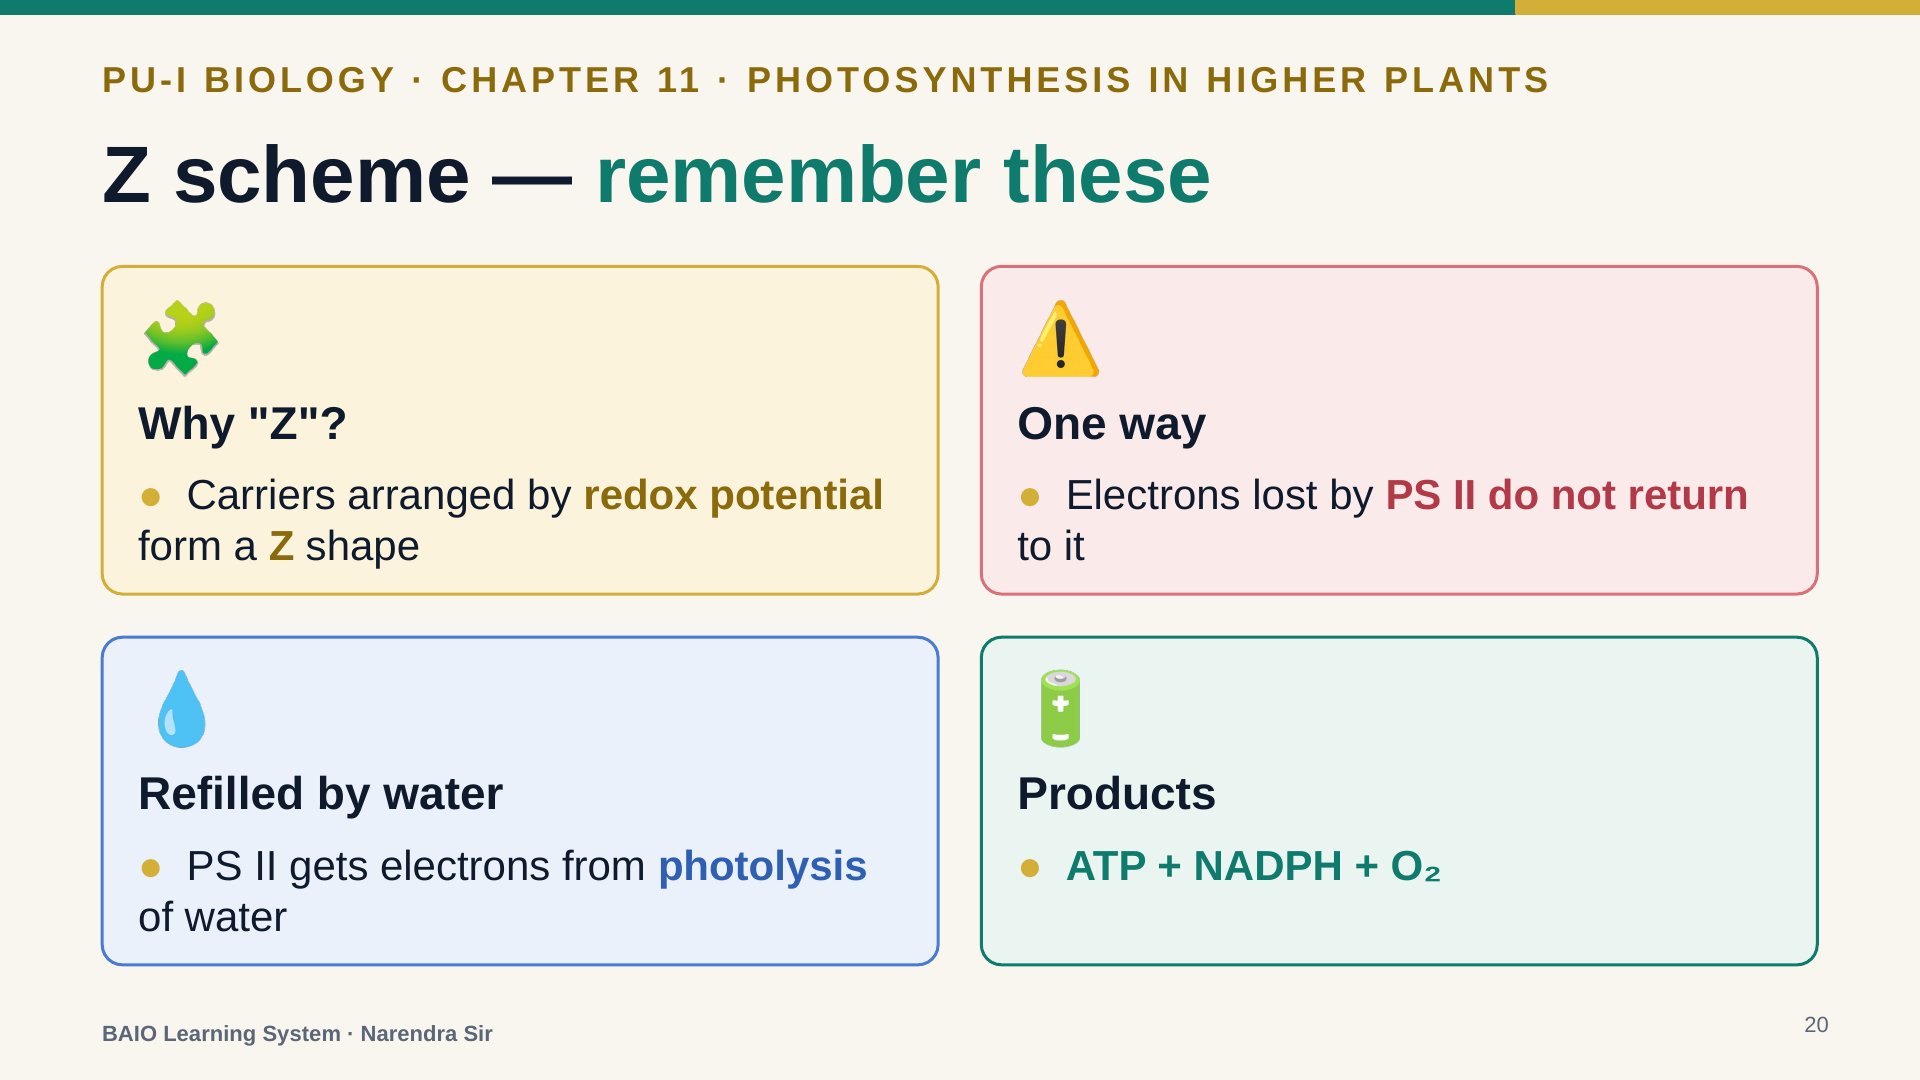 PU-I BIOLOGY · CHAPTER 11 · PHOTOSYNTHESIS IN HIGHER PLANTS
Z scheme — remember these
Why "Z"?
● Carriers arranged by redox potential
form a Z shape
One way
● Electrons lost by PS II do not return
to it
Refilled by water
● PS II gets electrons from photolysis
of water
Products
● ATP + NADPH + O₂
BAIO Learning System · Narendra Sir
20